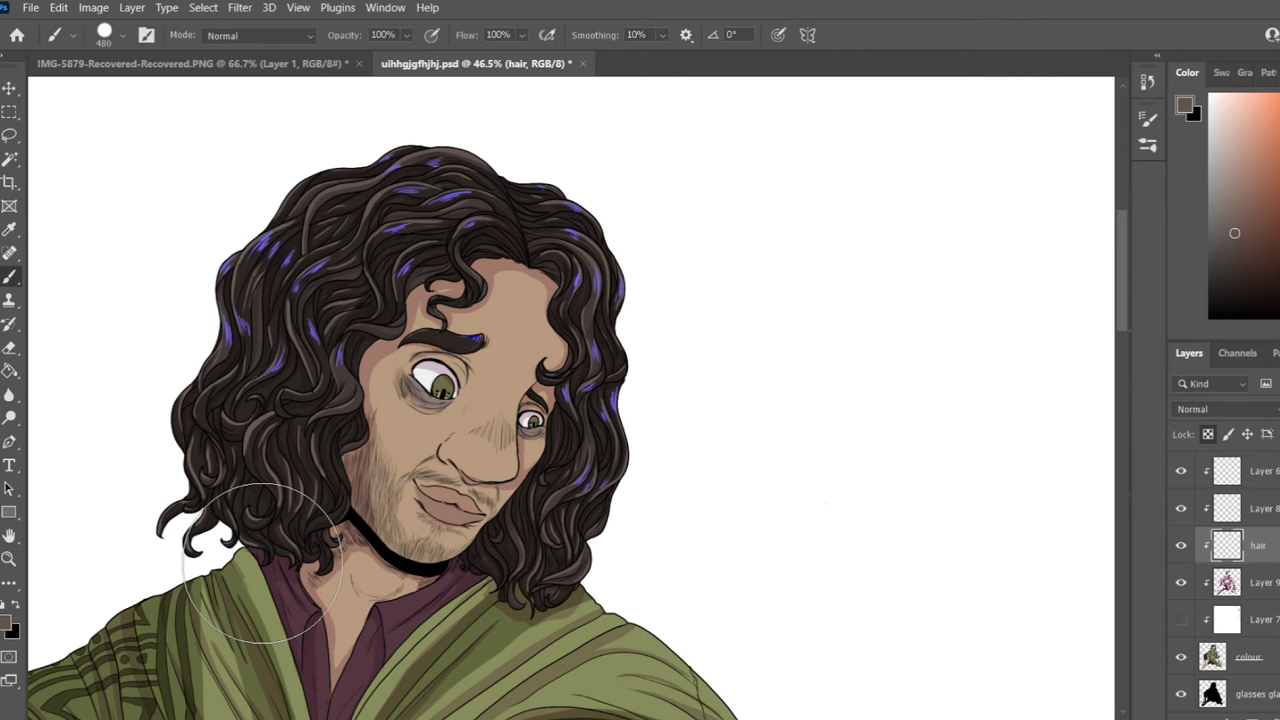 File Edit Image Layer Type Select Filter 3D View Plugins Window Help
480 Mode: Normal Opacity: 100% Flow: 100% Smoothing: 10% 0°
IMG-5879-Recovered-Recovered.PNG @ 66.7% (Layer 1, RGB/8#) * × uihhgjgfhjhj.psd @ 46.5% (hair, RGB/8) * ×
Color Swa Gra Pat
Layers Channels Pa
Kind
Normal
Lock:
Layer 6
Layer 8
hair
Layer 9
Layer 7
colour
glasses gla